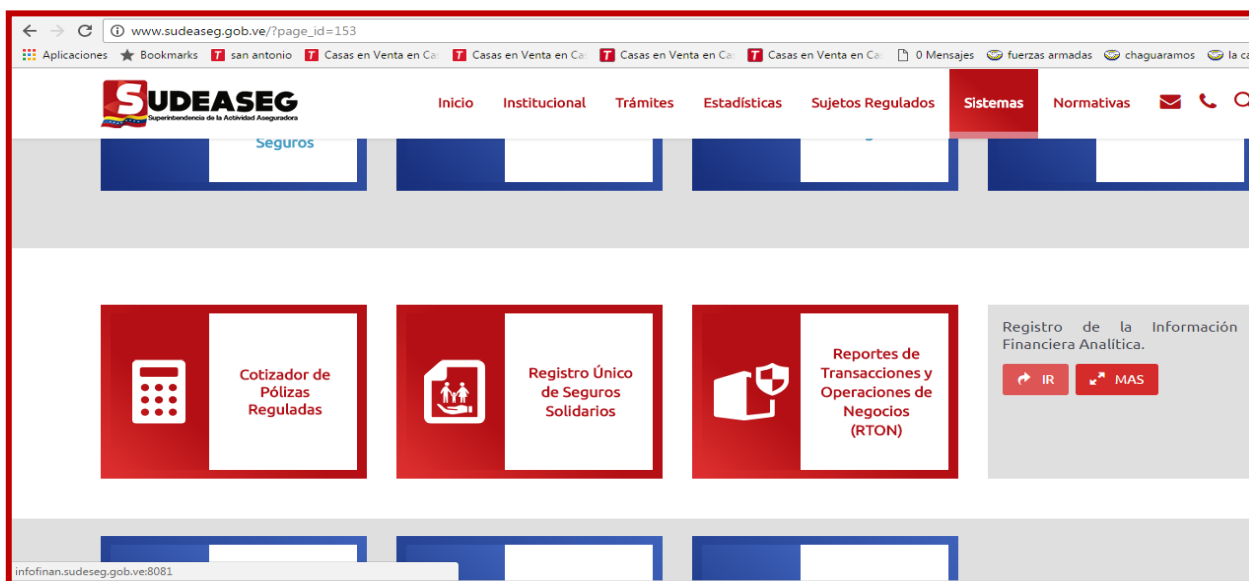 www.sudeaseg.gob.ve/?page_id=153
Aplicaciones Bookmarks san antonio Casas en Venta en Ca Casas en Venta en Ca Casas en Venta en Ca Casas en Venta en Ca 0 Mensajes fuerzas armadas chaguaramos la ca
SUDEASEG
Superintendencia de la Actividad Aseguradora
Inicio Institucional Trámites Estadísticas Sujetos Regulados Sistemas Normativas
Seguros
Cotizador de
Pólizas
Reguladas
Registro Único
de Seguros
Solidarios
Reportes de
Transacciones y
Operaciones de
Negocios
(RTON)
Registro de la Información
Financiera Analítica.
IR MAS
infofinan.sudeseg.gob.ve:8081